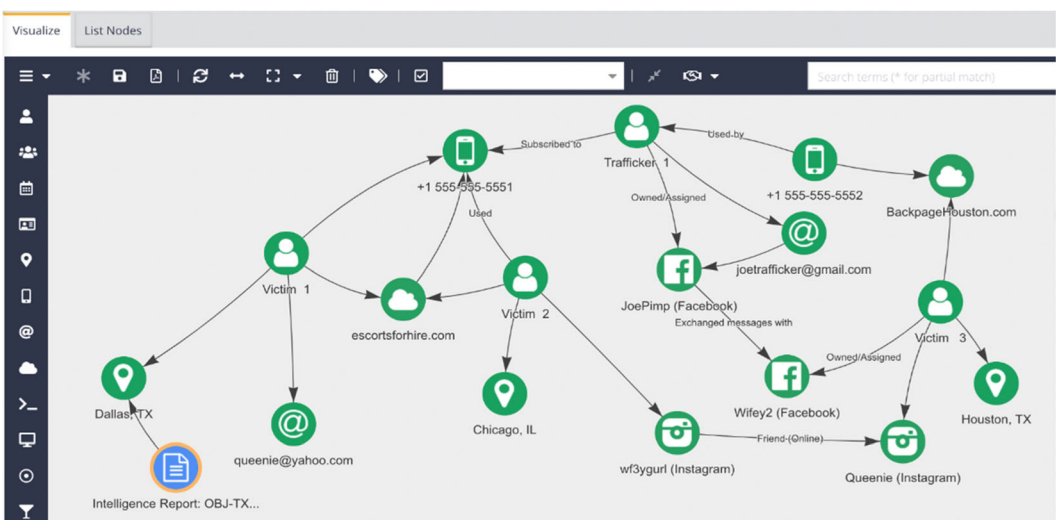 Visualize
List Nodes
Search terms (* for partial match)
Trafficker 1
Used by
Subscribed to
+1 555-555-5551
+1 555-555-5552
BackpageHouston.com
Owned/Assigned
Used
joetrafficker@gmail.com
Victim 1
Victim 2
JoePimp (Facebook)
Exchanged messages with
escortsforhire.com
Victim 3
Owned/Assigned
Dallas, TX
Chicago, IL
Wifey2 (Facebook)
Houston, TX
Friend (Online)
queenie@yahoo.com
wf3ygurl (Instagram)
Queenie (Instagram)
Intelligence Report: OBJ-TX...